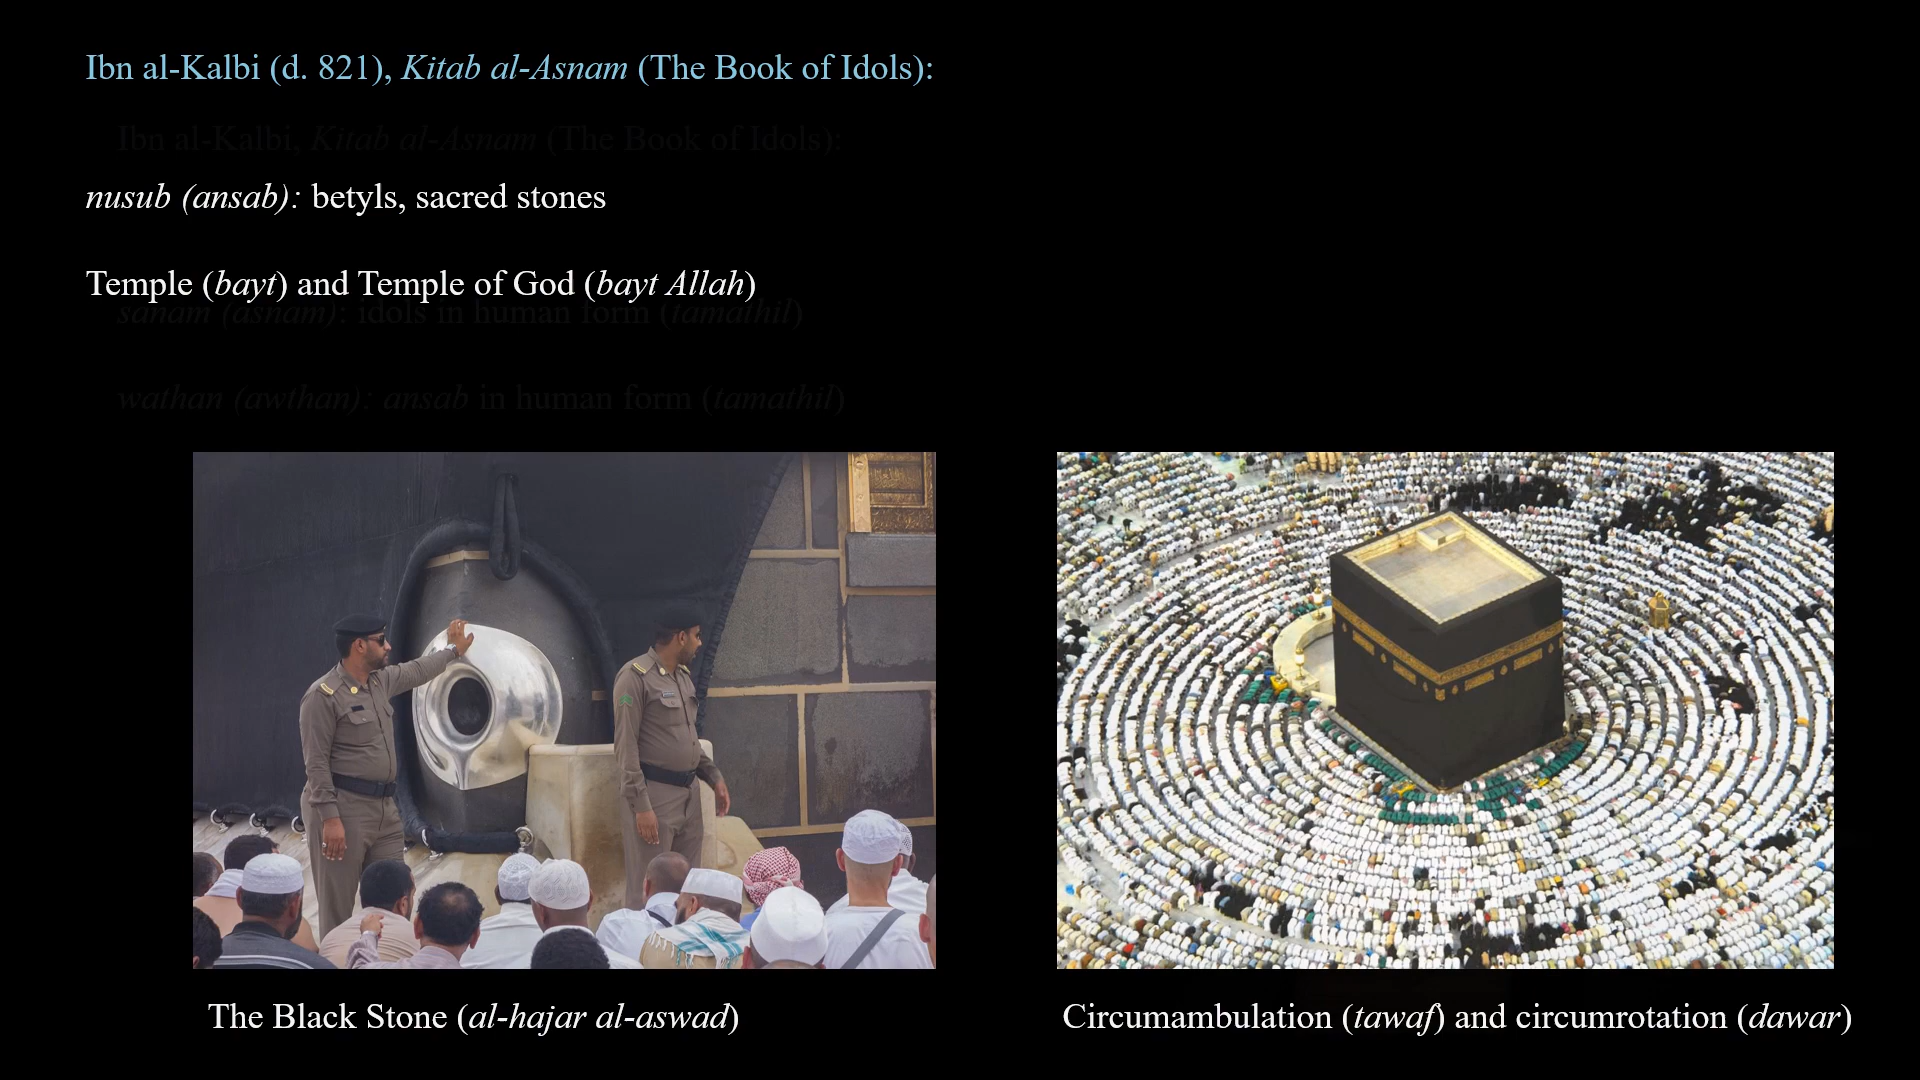 Ibn al-Kalbi (d. 821), Kitab al-Asnam (The Book of Idols):
Ibn al-Kalbi, Kitab al-Asnam (The Book of Idols):
nusub (ansab): betyls, sacred stones
Temple (bayt) and Temple of God (bayt Allah)
sanam (asnam): idols in human form (tamathil)
wathan (awthan): ansab in human form (tamathil)
The Black Stone (al-hajar al-aswad)
Circumambulation (tawaf) and circumrotation (dawar)